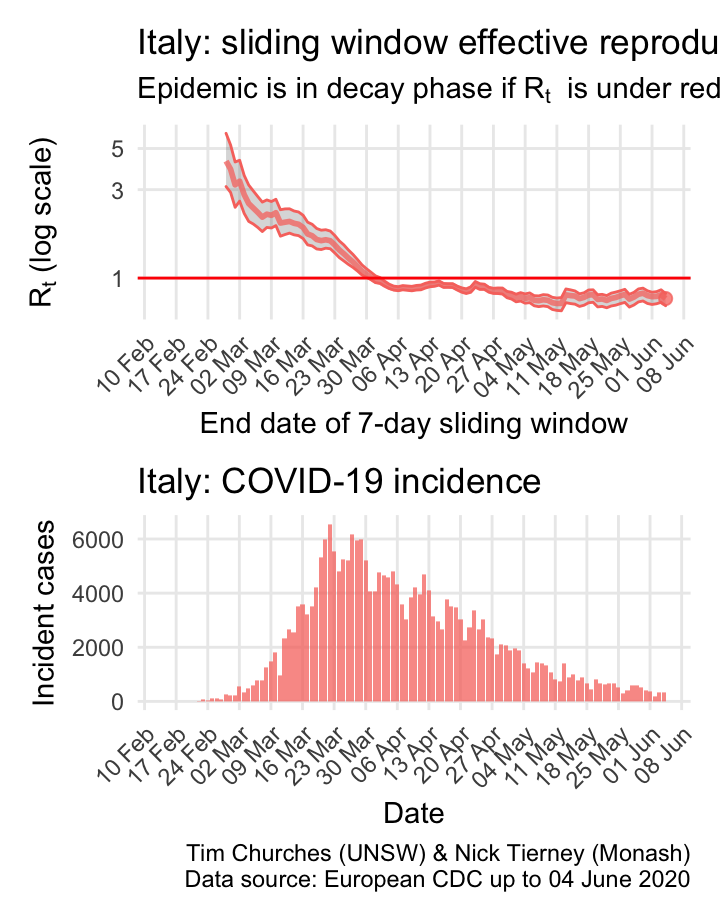 Italy: sliding window effective reprodu
Epidemic is in decay phase if Rt is under red
Rt (log scale)
5
3
1
10 Feb
17 Feb
24 Feb
02 Mar
09 Mar
16 Mar
23 Mar
30 Mar
06 Apr
13 Apr
20 Apr
27 Apr
04 May
11 May
18 May
25 May
01 Jun
08 Jun
End date of 7-day sliding window
Italy: COVID-19 incidence
Incident cases
6000
4000
2000
0
10 Feb
17 Feb
24 Feb
02 Mar
09 Mar
16 Mar
23 Mar
30 Mar
06 Apr
13 Apr
20 Apr
27 Apr
04 May
11 May
18 May
25 May
01 Jun
08 Jun
Date
Tim Churches (UNSW) & Nick Tierney (Monash)
Data source: European CDC up to 04 June 2020